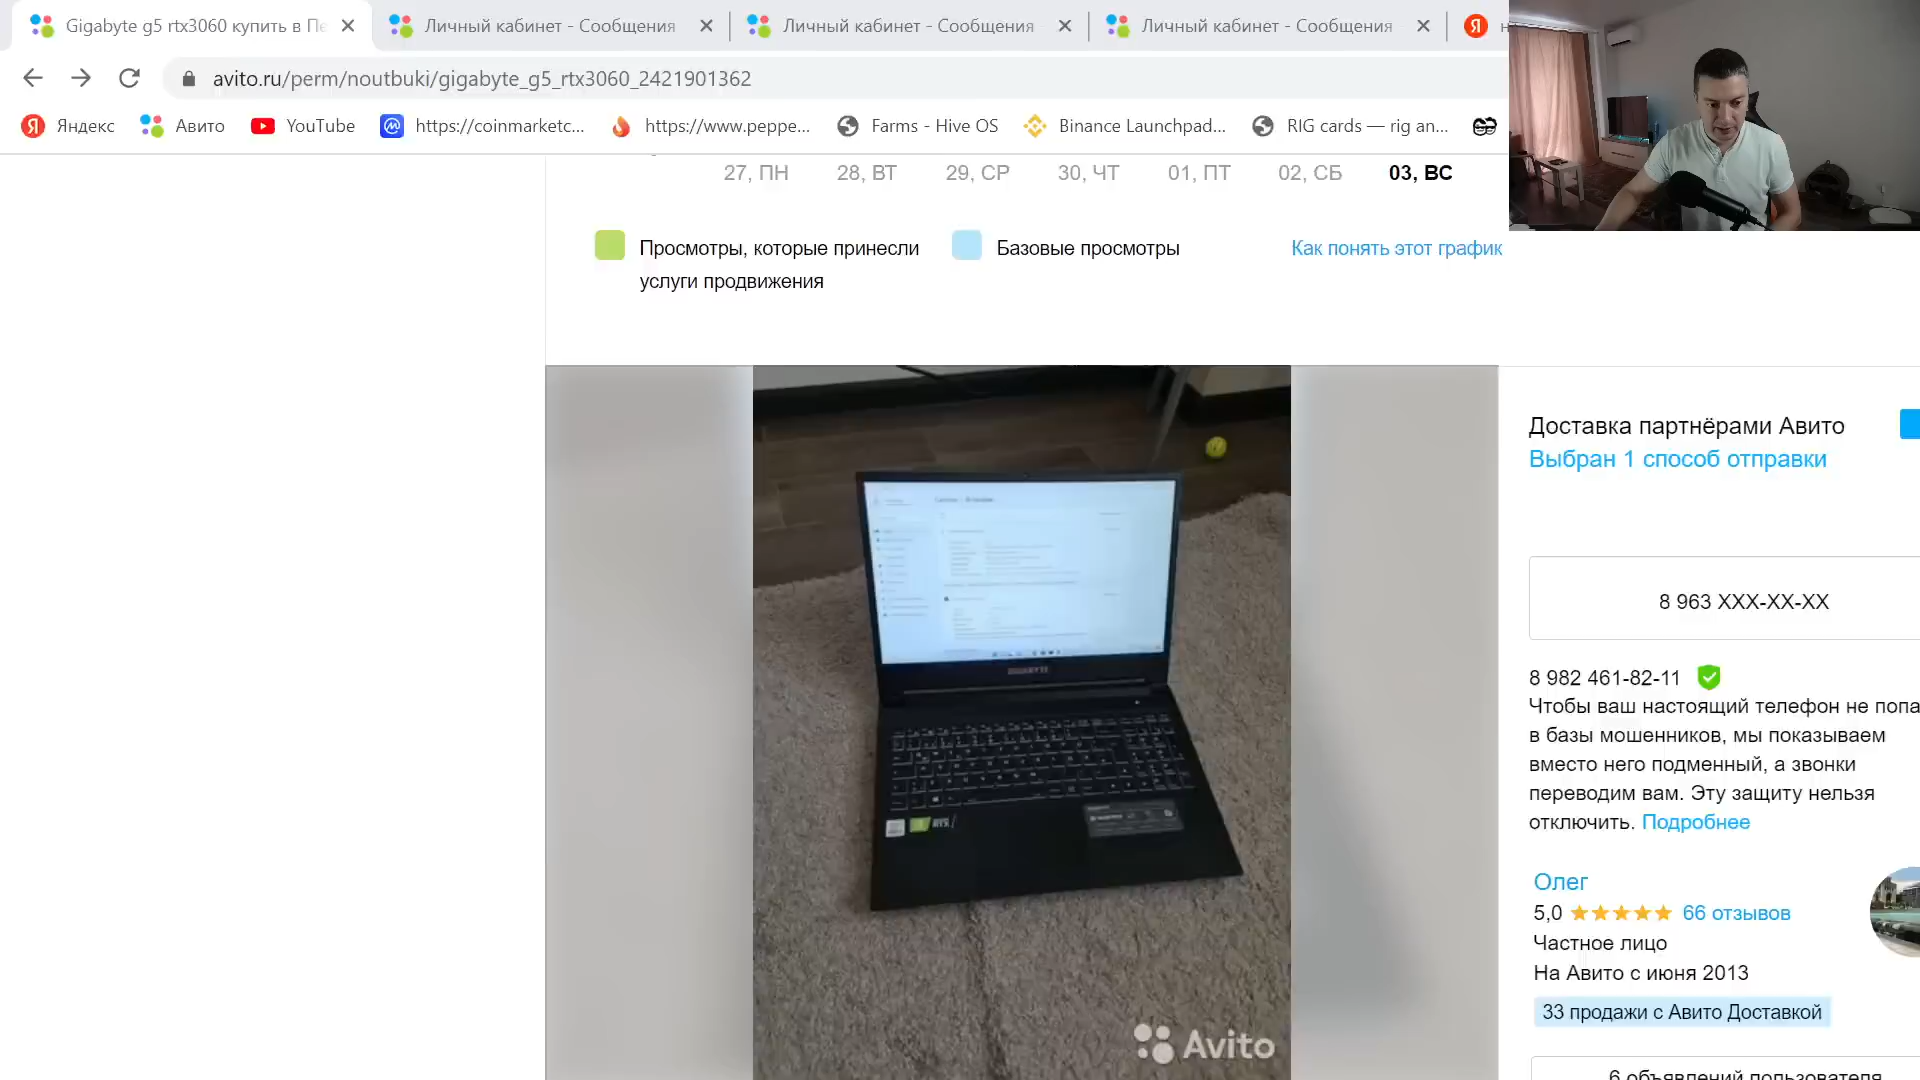 Gigabyte g5 rtx3060 купить в Пе
Личный кабинет - Сообщения
Личный кабинет - Сообщения
Личный кабинет - Сообщения
avito.ru/perm/noutbuki/gigabyte_g5_rtx3060_2421901362
Яндекс
Авито
YouTube
https://coinmarketc...
https://www.peppe...
Farms - Hive OS
Binance Launchpad...
RIG cards — rig an...
27, ПН
28, ВТ
29, СР
30, ЧТ
01, ПТ
02, СБ
03, ВС
Просмотры, которые принесли
услуги продвижения
Базовые просмотры
Как понять этот график
GIGABYTE
RTX
Avito
Доставка партнёрами Авито
Выбран 1 способ отправки
8 963 XXX-XX-XX
8 982 461-82-11
Чтобы ваш настоящий телефон не попа
в базы мошенников, мы показываем
вместо него подменный, а звонки
переводим вам. Эту защиту нельзя
отключить. Подробнее
Олег
5,0
66 отзывов
Частное лицо
На Авито с июня 2013
33 продажи с Авито Доставкой
6 объявлений пользователя